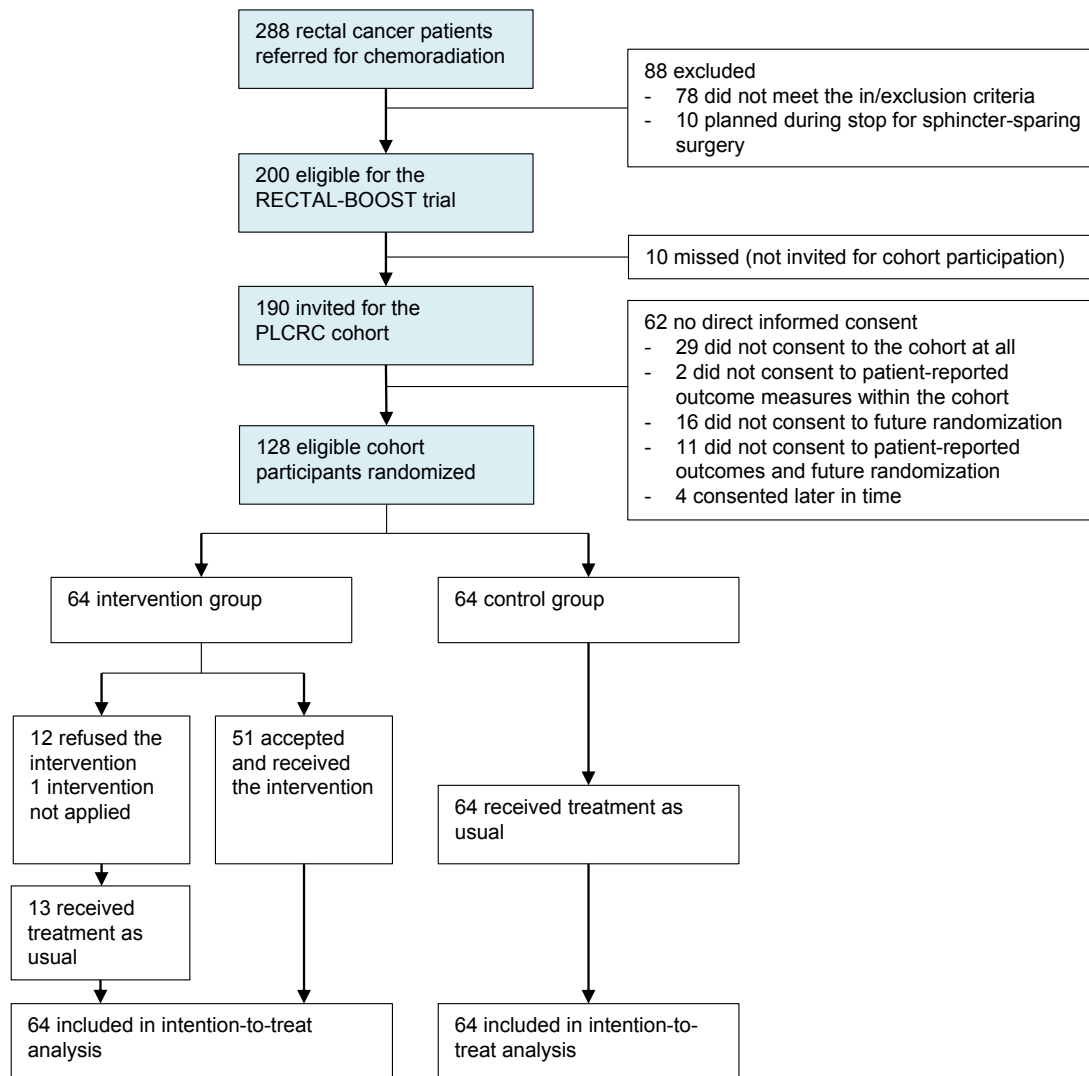 288 rectal cancer patients
referred for chemoradiation
88 excluded
- 78 did not meet the in/exclusion criteria
- 10 planned during stop for sphincter-sparing
surgery
200 eligible for the
RECTAL-BOOST trial
10 missed (not invited for cohort participation)
190 invited for the
PLCRC cohort
62 no direct informed consent
- 29 did not consent to the cohort at all
- 2 did not consent to patient-reported
outcome measures within the cohort
- 16 did not consent to future randomization
- 11 did not consent to patient-reported
outcomes and future randomization
- 4 consented later in time
128 eligible cohort
participants randomized
64 intervention group
64 control group
12 refused the
intervention
1 intervention
not applied
51 accepted
and received
the intervention
64 received treatment as
usual
13 received
treatment as
usual
64 included in intention-to-treat
analysis
64 included in intention-to-
treat analysis